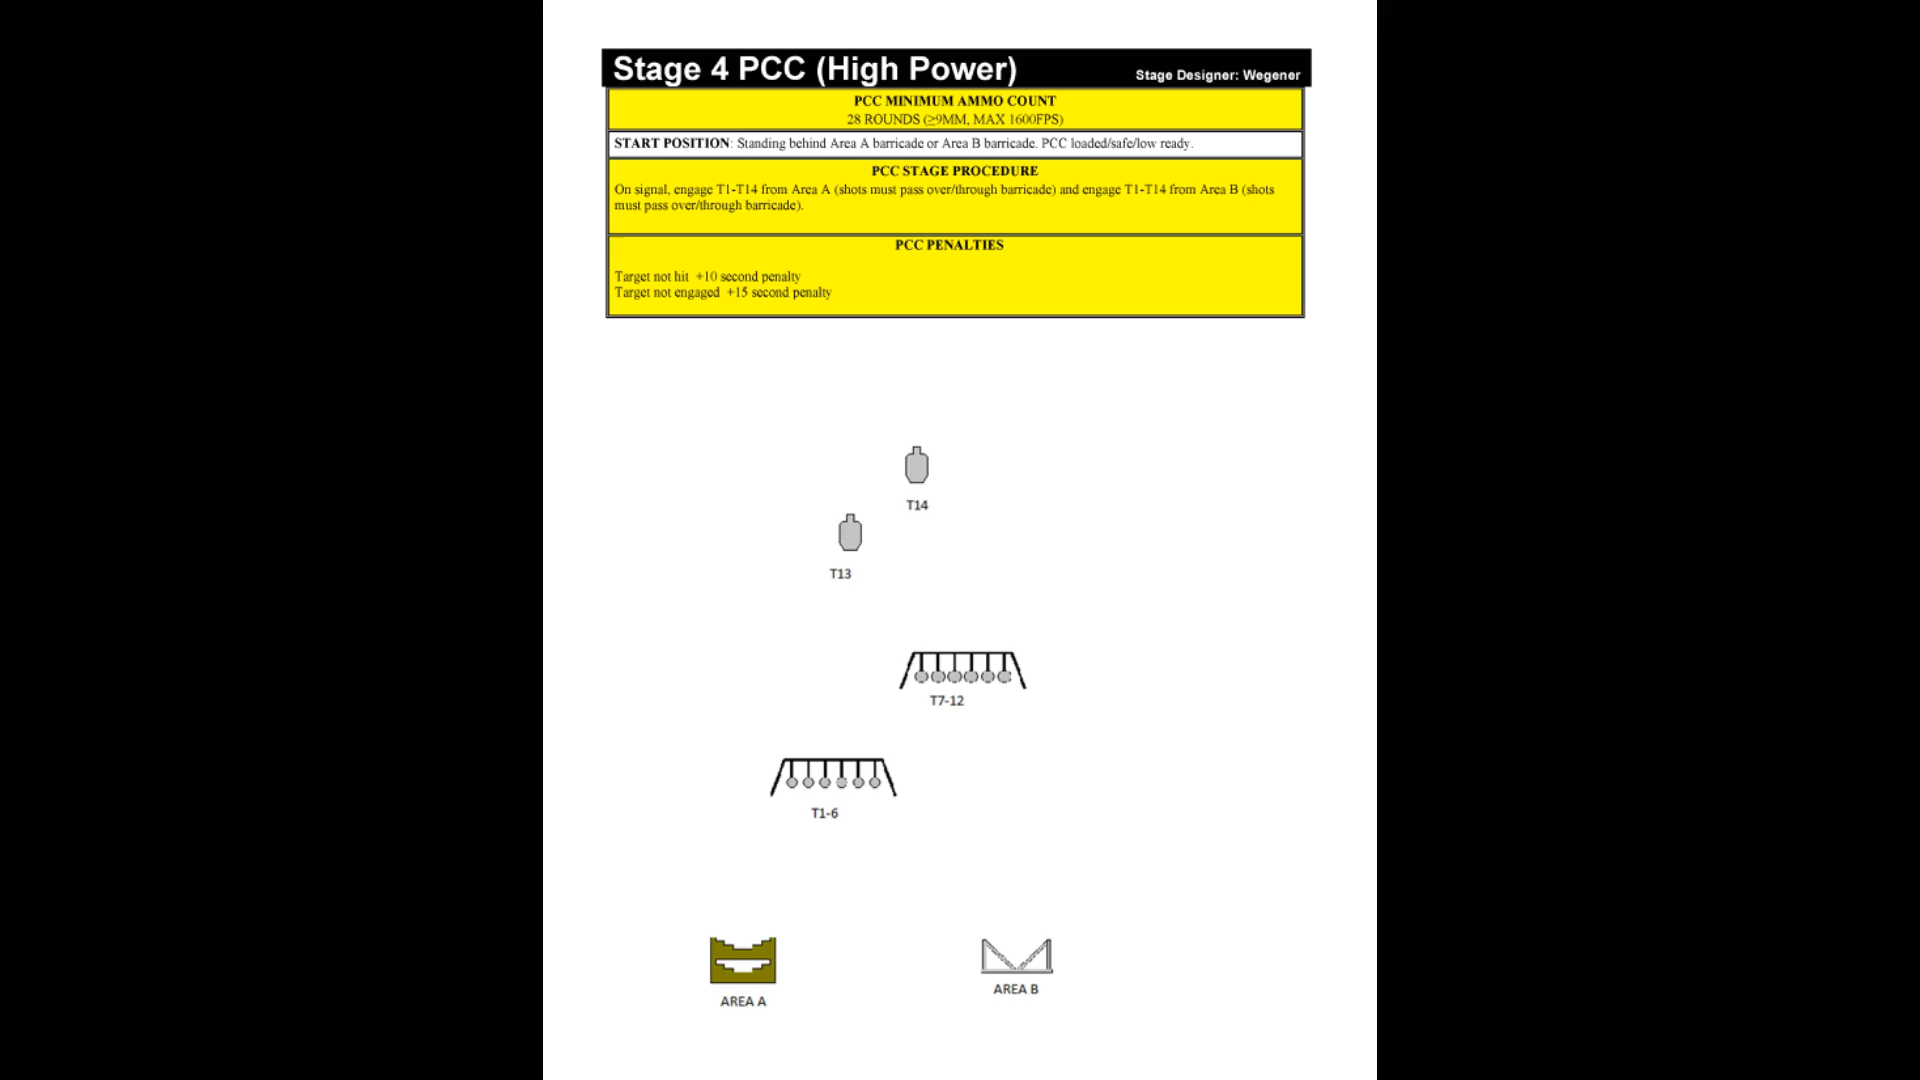 Stage 4 PCC (High Power)
Stage Designer: Wegener
PCC MINIMUM AMMO COUNT
28 ROUNDS (≥9MM, MAX 1600FPS)
START POSITION: Standing behind Area A barricade or Area B barricade. PCC loaded/safe/low ready.
PCC STAGE PROCEDURE
On signal, engage T1-T14 from Area A (shots must pass over/through barricade) and engage T1-T14 from Area B (shots
must pass over/through barricade).
PCC PENALTIES
Target not hit +10 second penalty
Target not engaged +15 second penalty
T14
T13
T7-12
T1-6
AREA A
AREA B